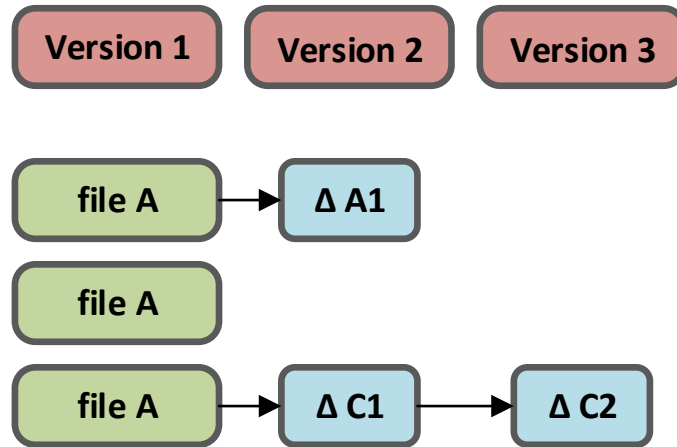 Version 1 Version 2 Version 3
file A Δ A1
file A
file A Δ C1 Δ C2